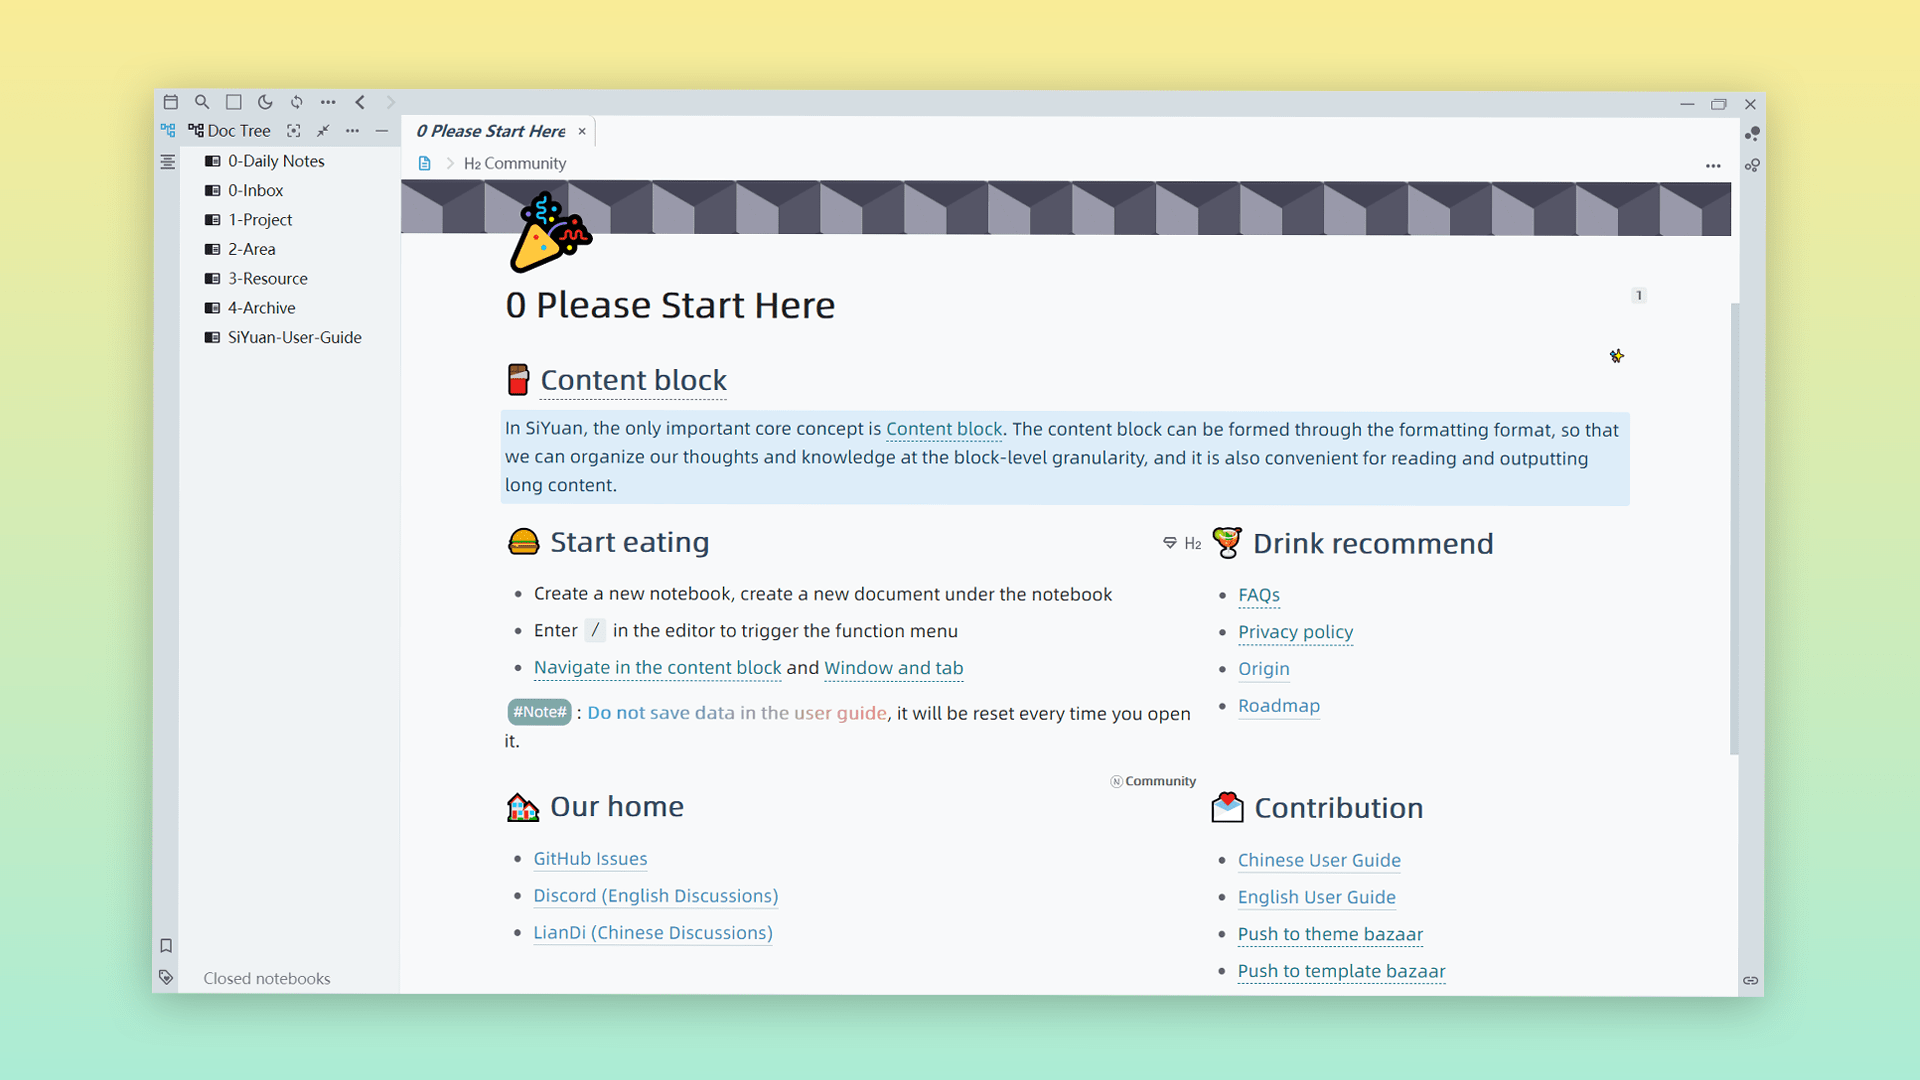 Doc Tree
0-Daily Notes
0-Inbox
1-Project
2-Area
3-Resource
4-Archive
SiYuan-User-Guide
Closed notebooks
0 Please Start Here
H2 Community
0 Please Start Here
1
Content block
In SiYuan, the only important core concept is Content block. The content block can be formed through the formatting format, so that
we can organize our thoughts and knowledge at the block-level granularity, and it is also convenient for reading and outputting
long content.
Start eating
Create a new notebook, create a new document under the notebook
Enter / in the editor to trigger the function menu
Navigate in the content block and Window and tab
#Note# : Do not save data in the user guide, it will be reset every time you open
it.
H2
Drink recommend
FAQs
Privacy policy
Origin
Roadmap
N Community
Our home
GitHub Issues
Discord (English Discussions)
LianDi (Chinese Discussions)
Contribution
Chinese User Guide
English User Guide
Push to theme bazaar
Push to template bazaar